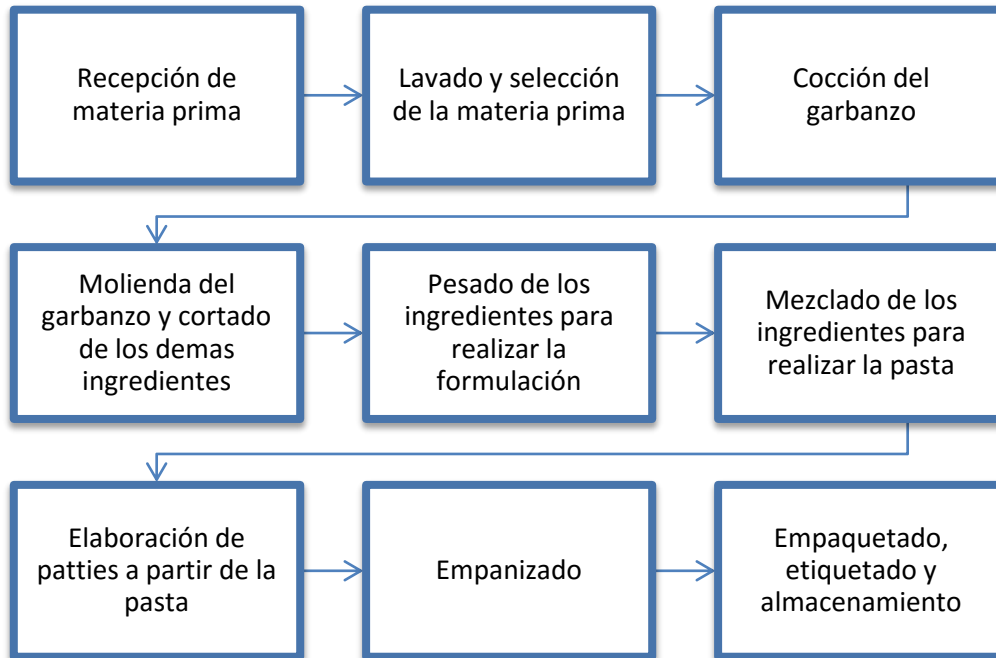 Recepción de
materia prima
Lavado y selección
de la materia prima
Cocción del
garbanzo
Molienda del
garbanzo y cortado
de los demas
ingredientes
Pesado de los
ingredientes para
realizar la
formulación
Mezclado de los
ingredientes para
realizar la pasta
Elaboración de
patties a partir de la
pasta
Empanizado
Empaquetado,
etiquetado y
almacenamiento